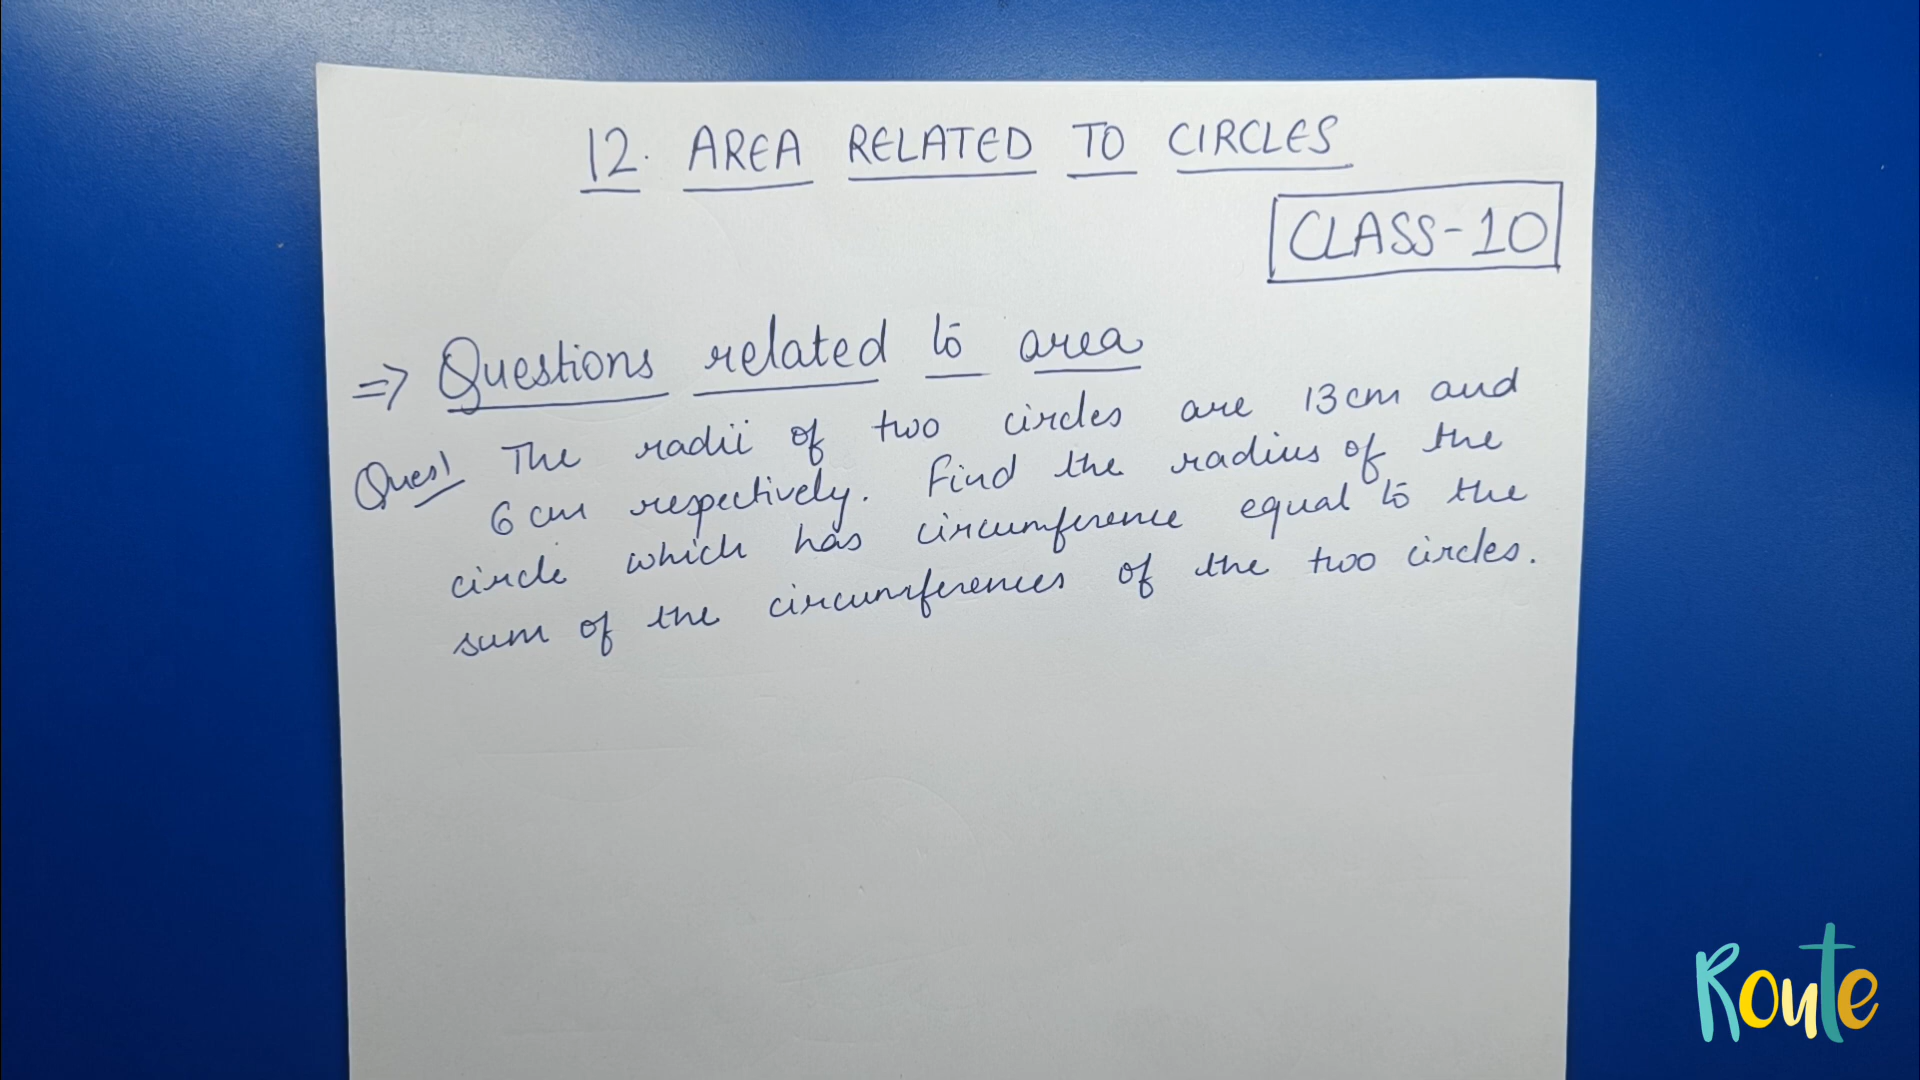 12. AREA RELATED TO CIRCLES
CLASS-10
=> Questions related to area
Ques1 The radii of two circles are 13cm and
6 cm respectively. Find the radius of the
circle which has circumference equal to the
sum of the circumferences of the two circles.
Route